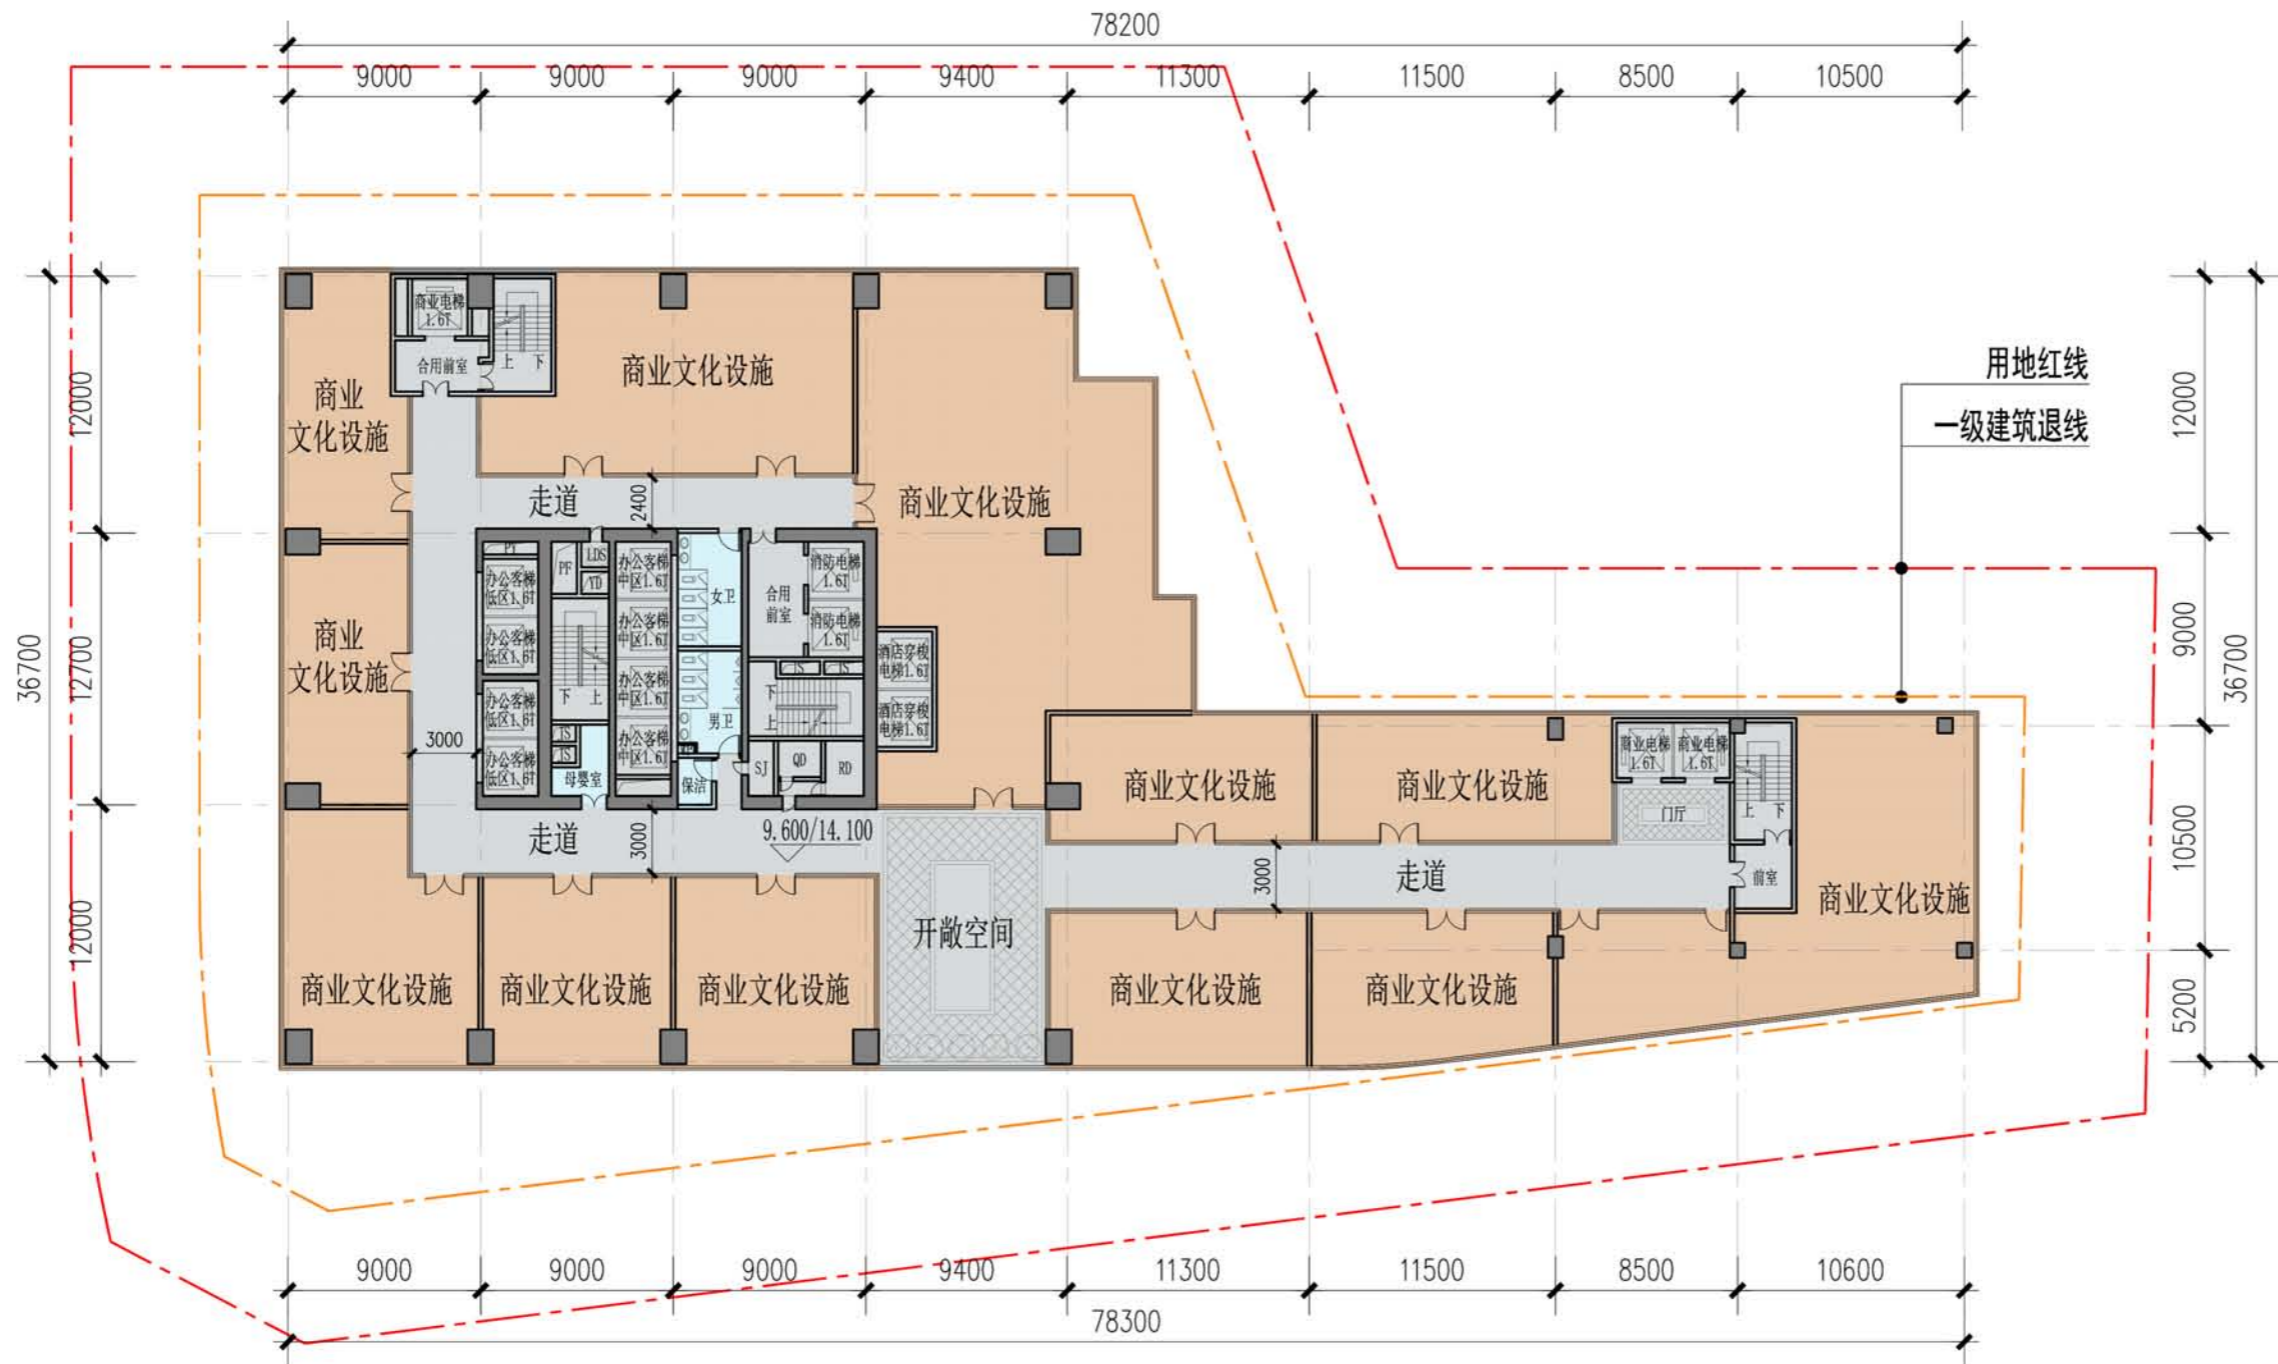 78200
9000
9000
9000
9400
11300
11500
8500
10500
36700
12000
12700
12000
12000
9000
10500
5200
36700
用地红线
一级建筑退线
商业电梯
1.6T
合用前室
上
下
商业
文化设施
商业文化设施
商业文化设施
走道
2400
商业
文化设施
3000
办公客梯
低区1.6T
办公客梯
低区1.6T
办公客梯
低区1.6T
办公客梯
低区1.6T
PF
LDS
YD
下
上
JS
JS
母婴室
办公客梯
中区1.6T
办公客梯
中区1.6T
办公客梯
中区1.6T
办公客梯
中区1.6T
女卫
男卫
保洁
合用
前室
消防电梯
1.6T
消防电梯
1.6T
JS
JS
下
上
SJ
QD
RD
酒店穿梭
电梯1.6T
酒店穿梭
电梯1.6T
走道
3000
9.600/14.100
开敞空间
商业文化设施
商业文化设施
商业文化设施
商业文化设施
商业文化设施
商业电梯
1.6T
商业电梯
1.6T
门厅
上
下
前室
3000
走道
商业文化设施
商业文化设施
商业文化设施
9000
9000
9000
9400
11300
11500
8500
10600
78300